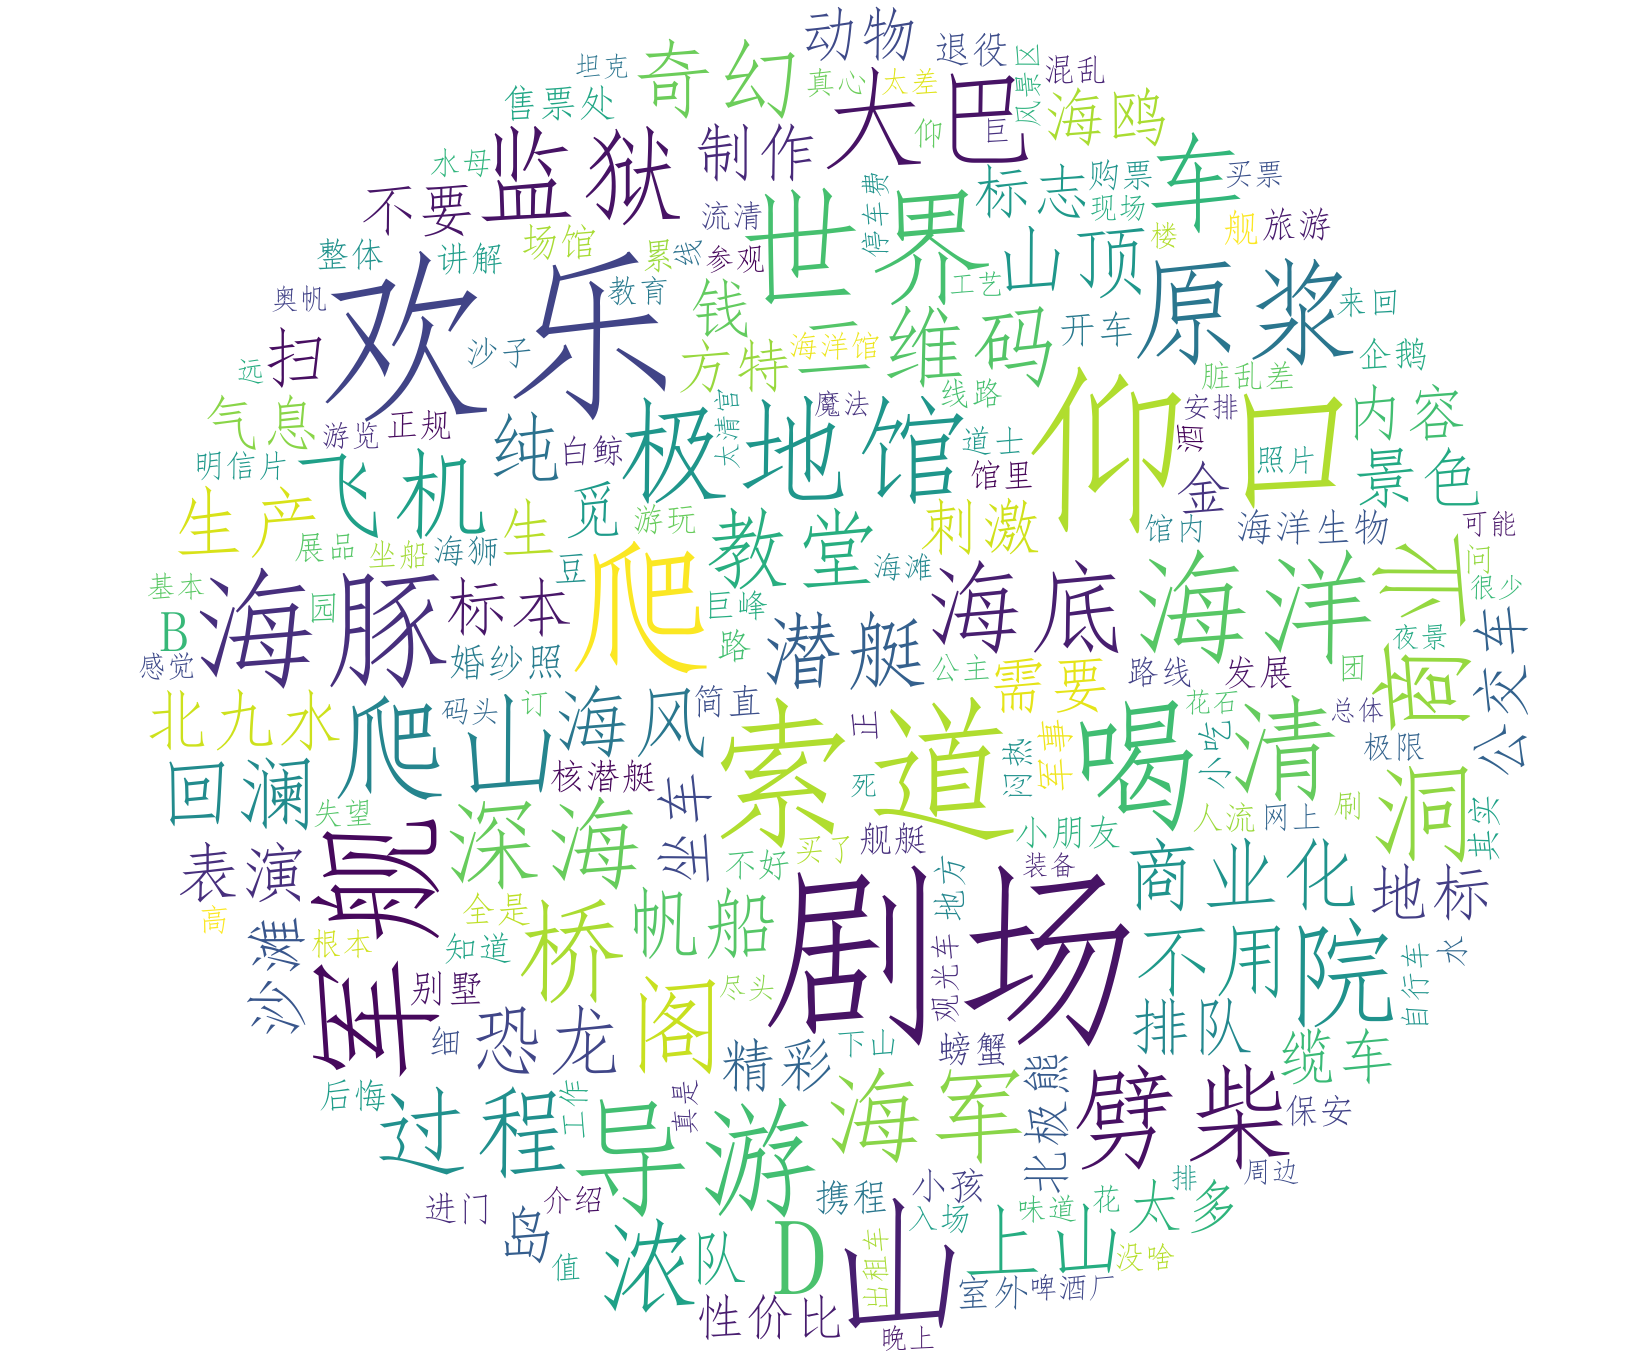 动物
退役
混乱
坦克
奇幻
真心
太差
风景区
售票处
大巴
海鸥
仰
巨
监狱
制作
车
水母
不要
世界
停车费
标志
购票
买票
现场
流清
整体
讲解
场馆
累
线
参观
山顶
楼
舰
旅游
奥帆
欢乐
教育
钱
工艺
原浆
来回
扫
沙子
方特
海洋馆
二维码
开车
企鹅
远
脏乱差
气息
游览
正规
纯
白鲸
极地馆
太清宫
魔法
线路
仰口
安排
内容
明信片
飞机
觅
道士
馆里
酒
金
照片
景色
生产
展品
坐船
海狮
生
游玩
教堂
刺激
馆内
海洋生物
可能
基本
园
豆
爬
海滩
问
很少
B
海豚
标本
巨峰
海底
海洋
商业
感觉
婚纱照
路
潜艇
公主
需要
路线
发展
夜景
团
公交车
北九水
码头
订
海风
简直
正
花石
总体
爬山
索道
军事
喝
清
极限
回澜
核潜艇
闷热
小吃
洞
失望
深海
坐车
死
小朋友
人流
网上
刷
其实
表演
军舰
不好
买了
舰艇
装备
商业化
地标
高
全是
桥
帆船
剧场
地方
沙滩
根本
知道
不用
院
水
别墅
阁
尽头
观光车
自行车
细
恐龙
精彩
下山
螃蟹
排队
缆车
后悔
过程
工作
导游
真是
海军
北极熊
劈柴
保安
进门
介绍
携程
小孩
排
周边
岛
浓
队
D
山
入场
味道
花
太多
值
出租车
上山
没啥
性价比
室外
啤酒厂
晚上